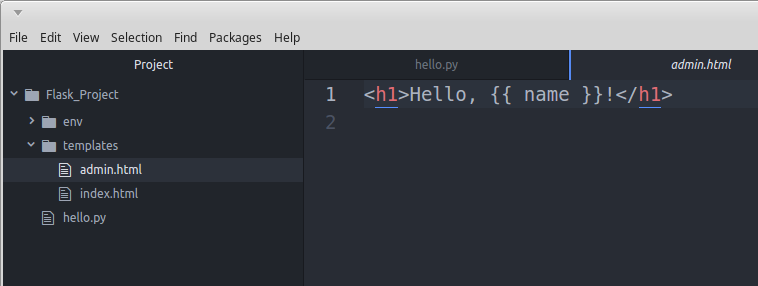 File Edit View Selection Find Packages Help
Project
Flask_Project
env
templates
admin.html
index.html
hello.py
hello.py admin.html
1 <h1>Hello, {{ name }}!</h1>
2